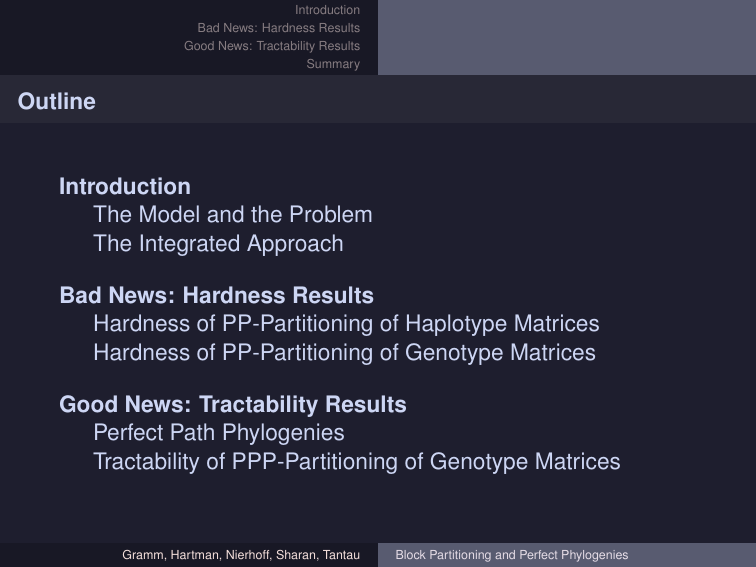 Introduction
Bad News: Hardness Results
Good News: Tractability Results
Summary
Outline
Introduction
The Model and the Problem
The Integrated Approach
Bad News: Hardness Results
Hardness of PP-Partitioning of Haplotype Matrices
Hardness of PP-Partitioning of Genotype Matrices
Good News: Tractability Results
Perfect Path Phylogenies
Tractability of PPP-Partitioning of Genotype Matrices
Gramm, Hartman, Nierhoff, Sharan, Tantau
Block Partitioning and Perfect Phylogenies